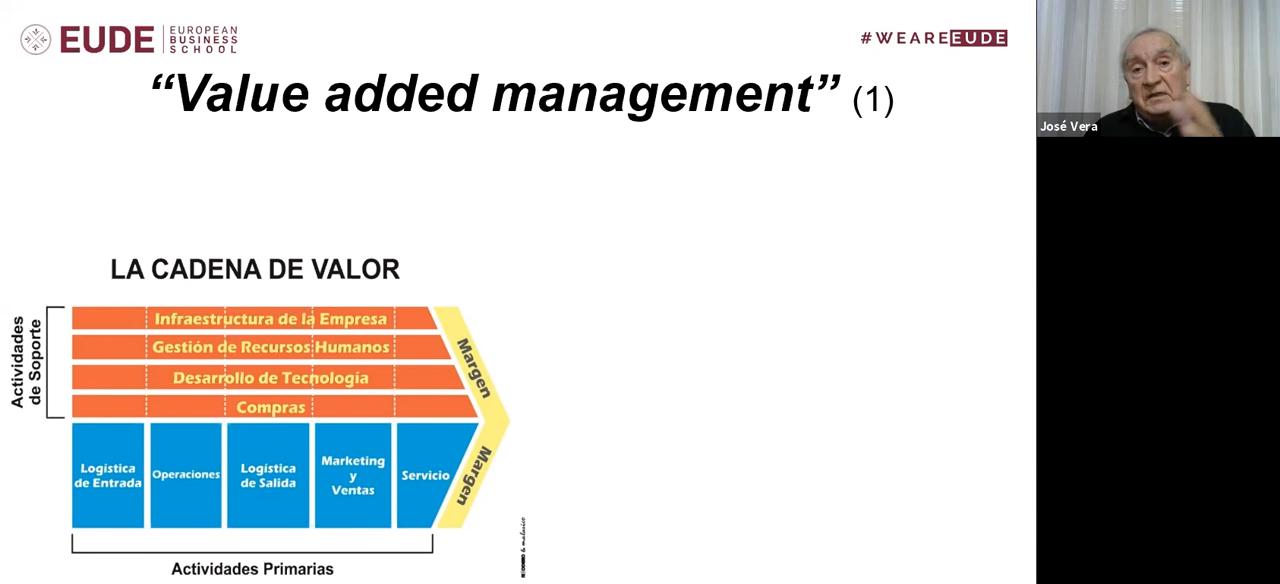 EUDE
EUROPEAN
BUSINESS
SCHOOL
#WEAREEUDE
“Value added management” (1)
José Vera
LA CADENA DE VALOR
Actividades
de Soporte
Infraestructura de la Empresa
Gestión de Recursos Humanos
Desarrollo de Tecnología
Compras
Margen
Logística
de Entrada
Operaciones
Logística
de Salida
Marketing
y
Ventas
Servicio
Margen
Actividades Primarias